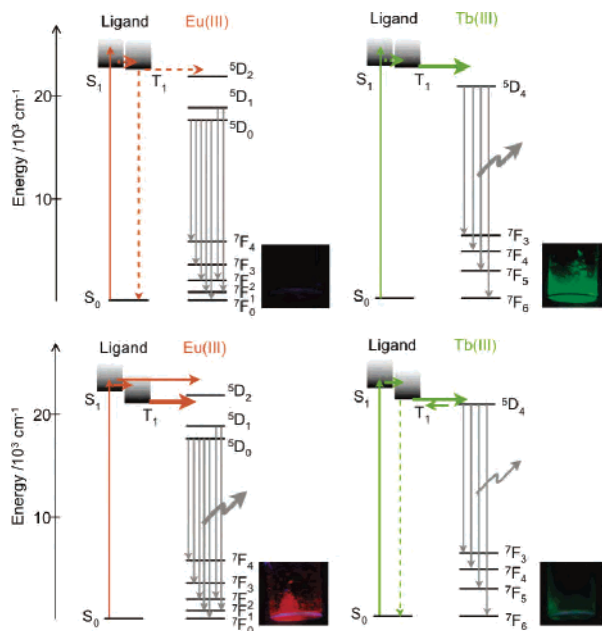 Ligand Eu(III)
S₁ T₁
⁵D₂
⁵D₁
⁵D₀
⁷F₄
⁷F₃
⁷F₂
⁷F₁
⁷F₀
S₀
Energy /10³ cm⁻¹
20
10
Ligand Tb(III)
S₁ T₁
⁵D₄
⁷F₃
⁷F₄
⁷F₅
⁷F₆
S₀
Ligand Eu(III)
S₁ T₁
⁵D₂
⁵D₁
⁵D₀
⁷F₄
⁷F₃
⁷F₂
⁷F₁
⁷F₀
S₀
Energy /10³ cm⁻¹
20
10
Ligand Tb(III)
S₁ T₁
⁵D₄
⁷F₃
⁷F₄
⁷F₅
⁷F₆
S₀